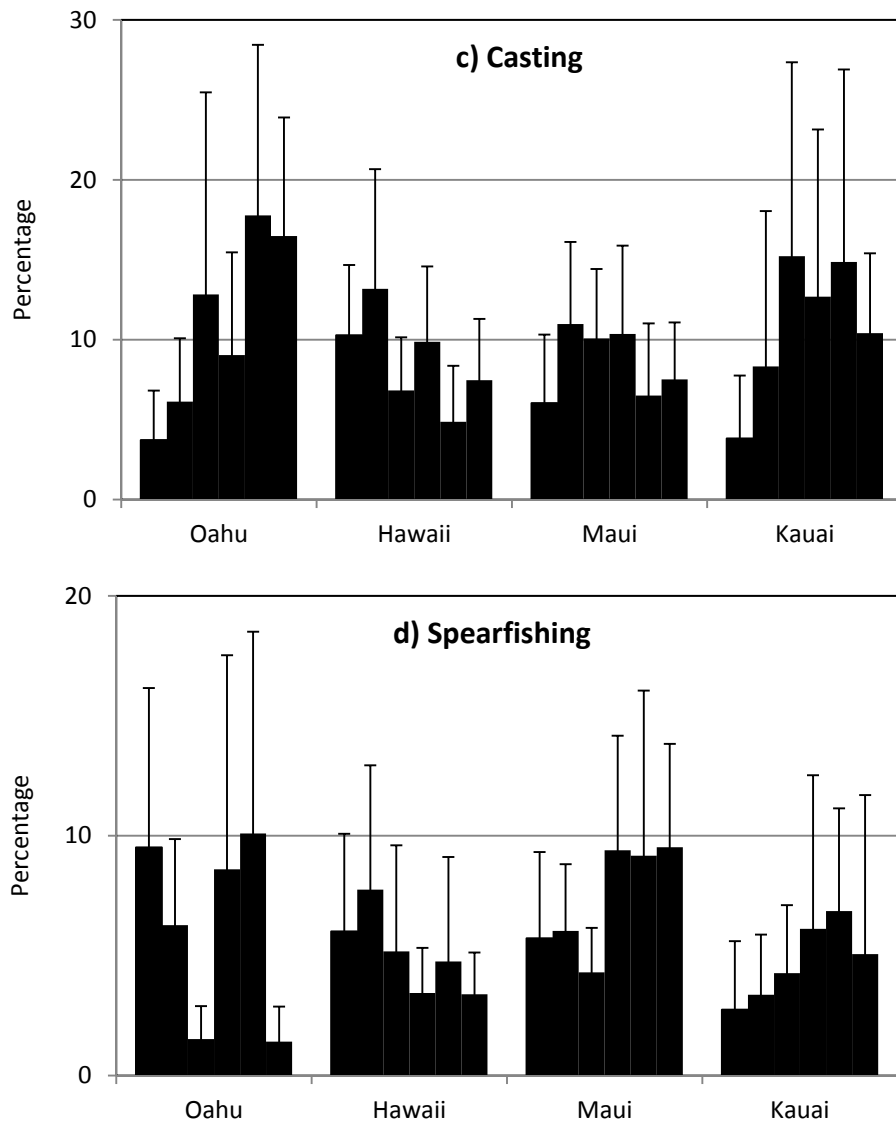 30
c) Casting
20
Percentage
10
0
Oahu Hawaii Maui Kauai
20
d) Spearfishing
Percentage
10
0
Oahu Hawaii Maui Kauai